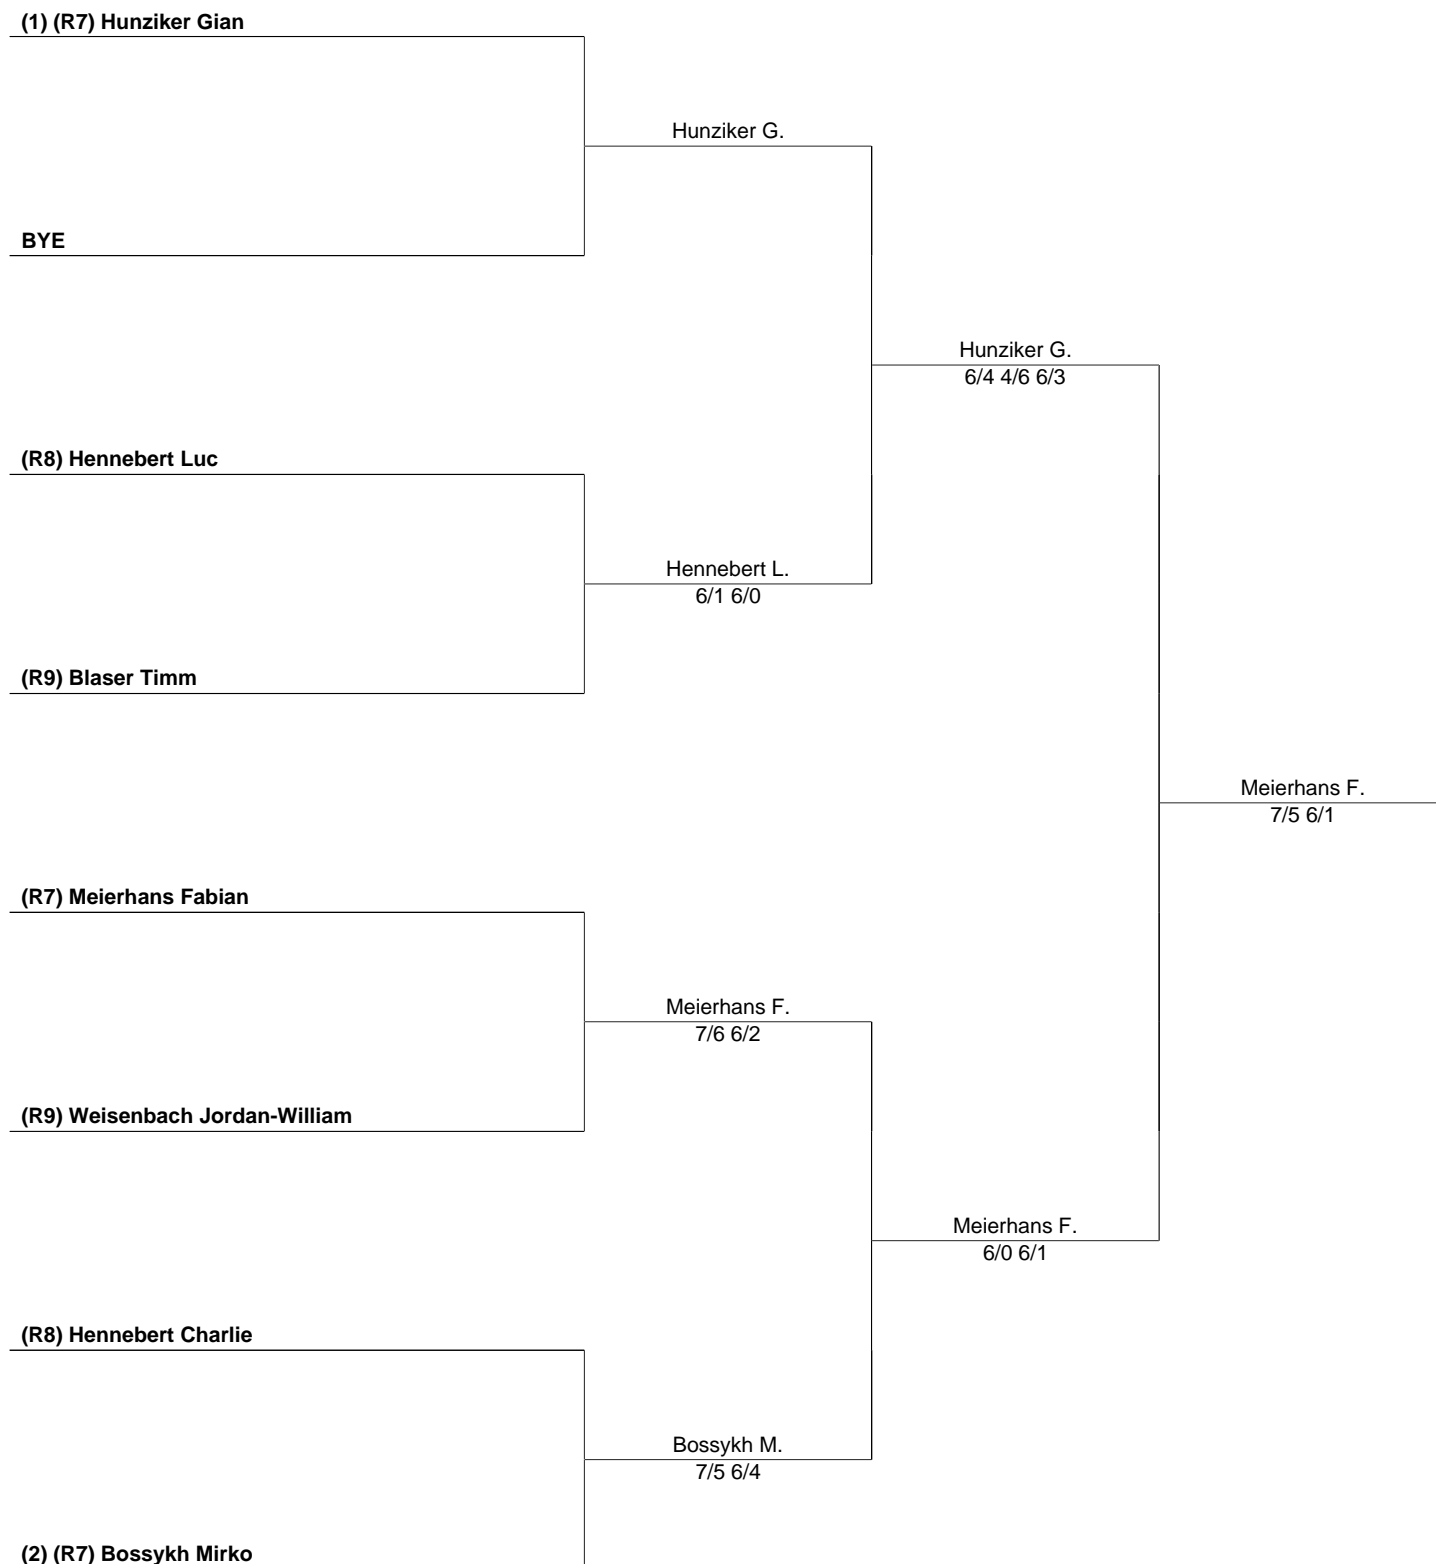 (1) (R7) Hunziker Gian
Hunziker G.
BYE
Hunziker G.
6/4 4/6 6/3
(R8) Hennebert Luc
Hennebert L.
6/1 6/0
(R9) Blaser Timm
Meierhans F.
7/5 6/1
(R7) Meierhans Fabian
Meierhans F.
7/6 6/2
(R9) Weisenbach Jordan-William
Meierhans F.
6/0 6/1
(R8) Hennebert Charlie
Bossykh M.
7/5 6/4
(2) (R7) Bossykh Mirko